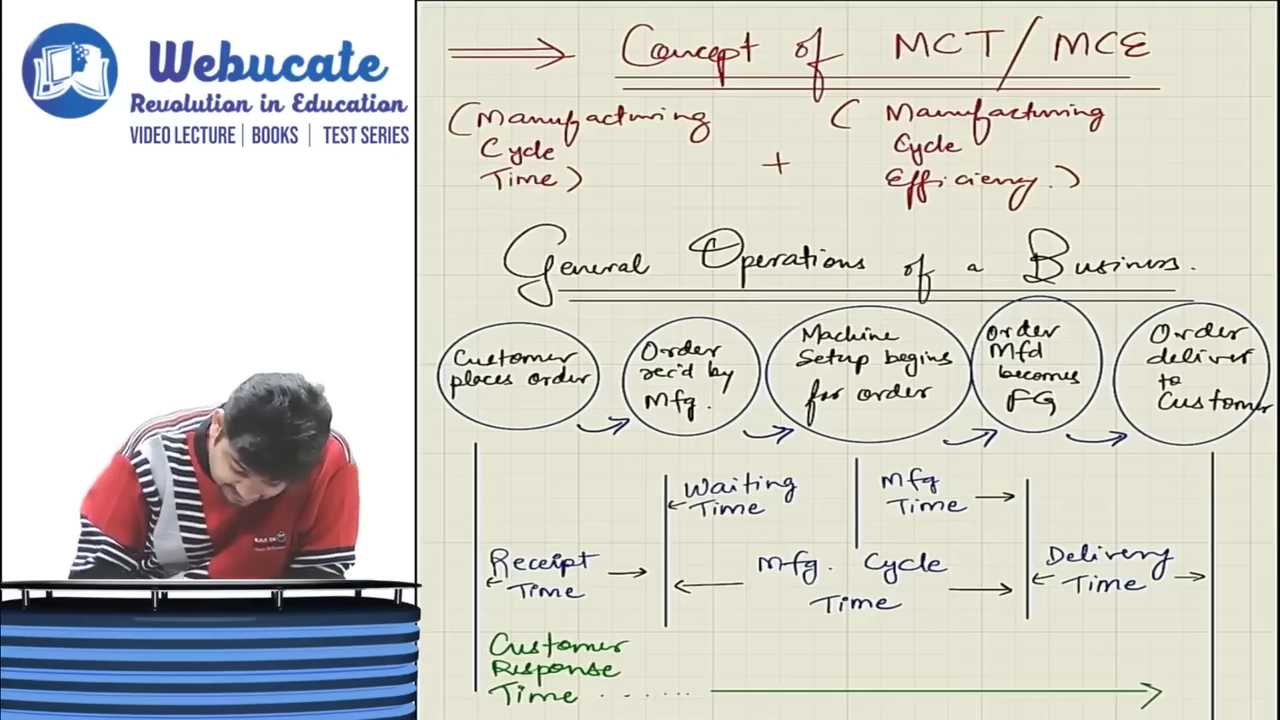 Webucate
Revolution in Education
VIDEO LECTURE | BOOKS | TEST SERIES
⟹ Concept of MCT / MCE
(Manufacturing Cycle Time) + (Manufacturing Cycle Efficiency.)
General Operations of a Business.
Customer
places order
Order
rec'd by
Mfg.
Machine
Setup begins
for order
Order
Mfd
becomes
FG
Order
deliver
to
Customer
Waiting
Time
Mfg
Time
Receipt
Time
Mfg. Cycle
Time
Delivery
Time
Customer
Response
Time